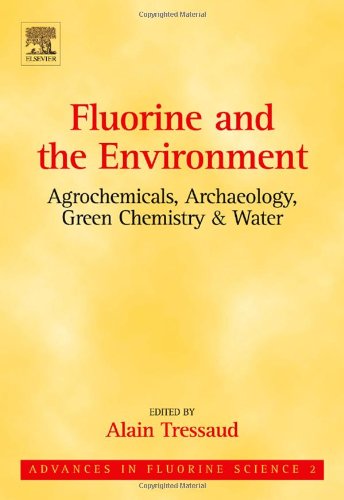 ELSEVIER
Fluorine and
the Environment
Agrochemicals, Archaeology,
Green Chemistry & Water
EDITED BY
Alain Tressaud
ADVANCES IN FLUORINE SCIENCE 2